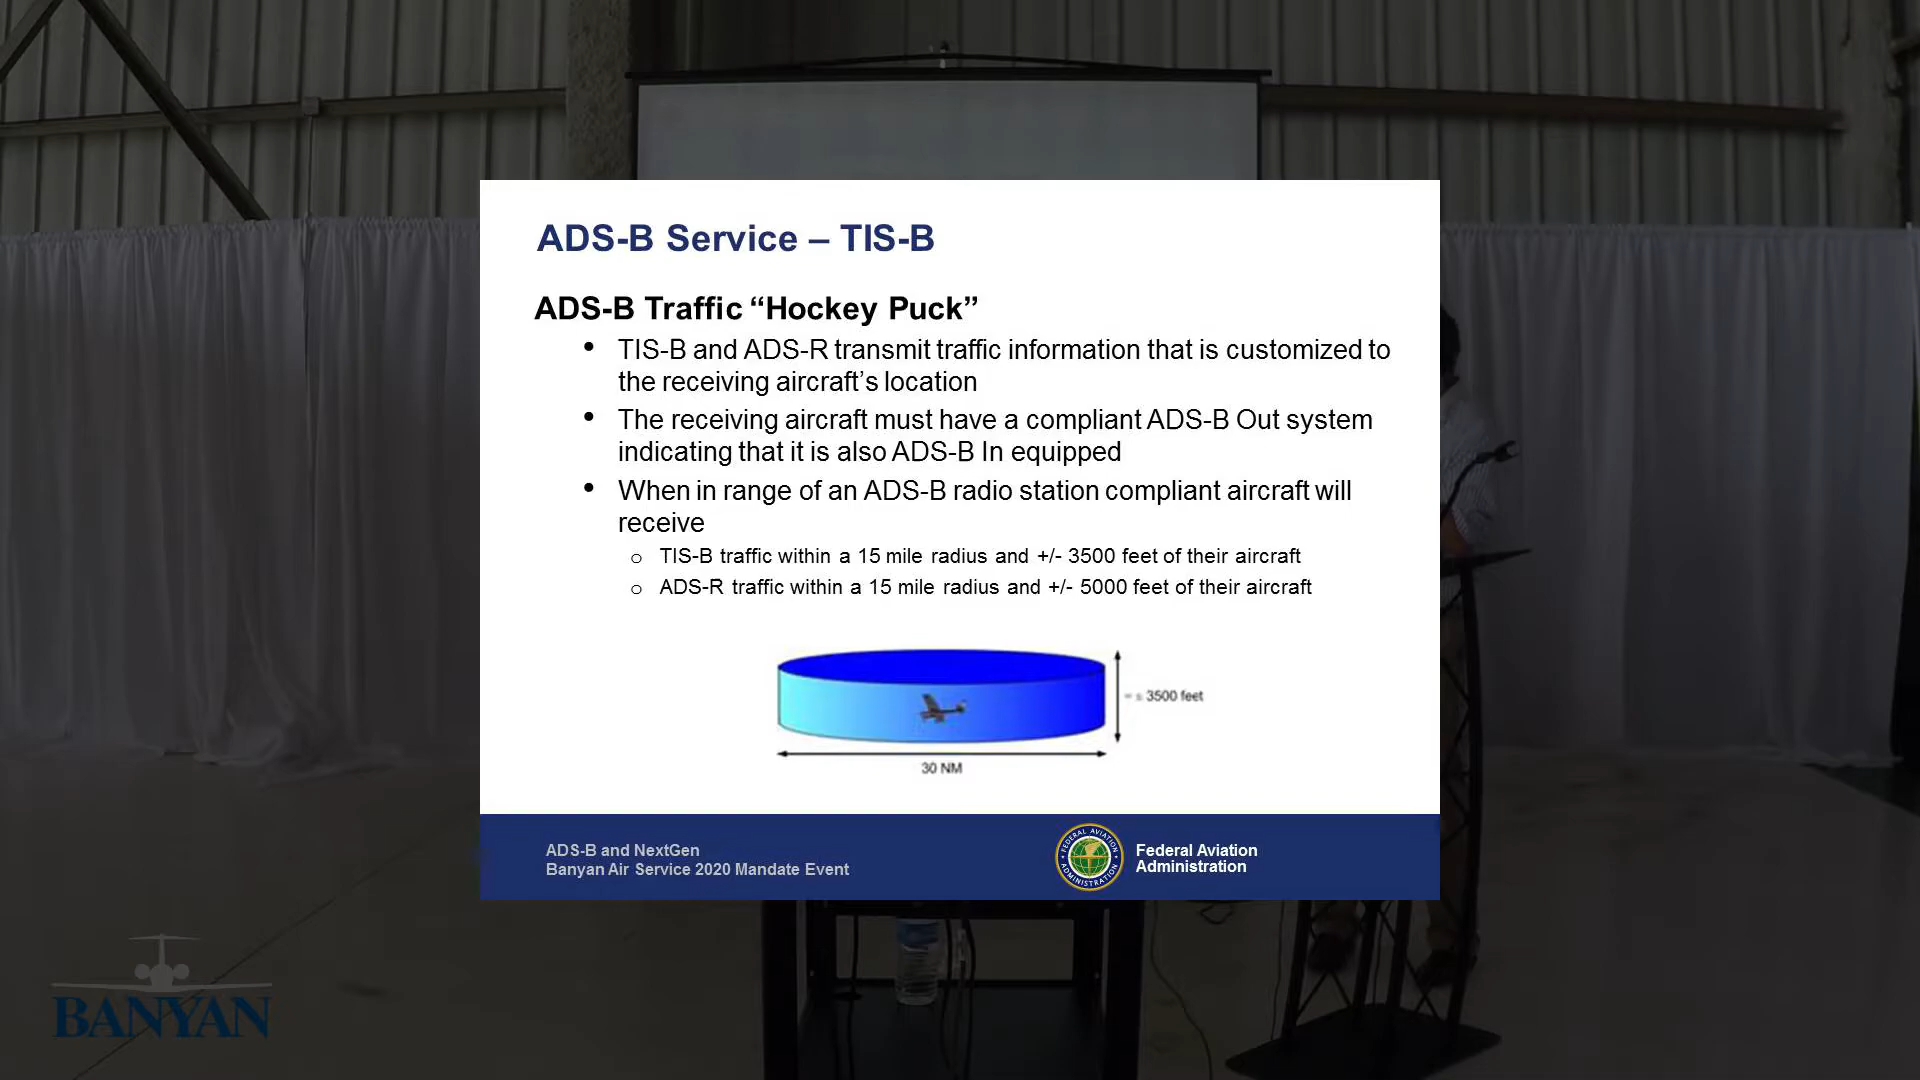 ADS-B Service – TIS-B
ADS-B Traffic “Hockey Puck”
• TIS-B and ADS-R transmit traffic information that is customized to
the receiving aircraft’s location
• The receiving aircraft must have a compliant ADS-B Out system
indicating that it is also ADS-B In equipped
• When in range of an ADS-B radio station compliant aircraft will
receive
o TIS-B traffic within a 15 mile radius and +/- 3500 feet of their aircraft
o ADS-R traffic within a 15 mile radius and +/- 5000 feet of their aircraft
3500 feet
30 NM
ADS-B and NextGen
Banyan Air Service 2020 Mandate Event
FEDERAL AVIATION
ADMINISTRATION
Federal Aviation
Administration
BANYAN